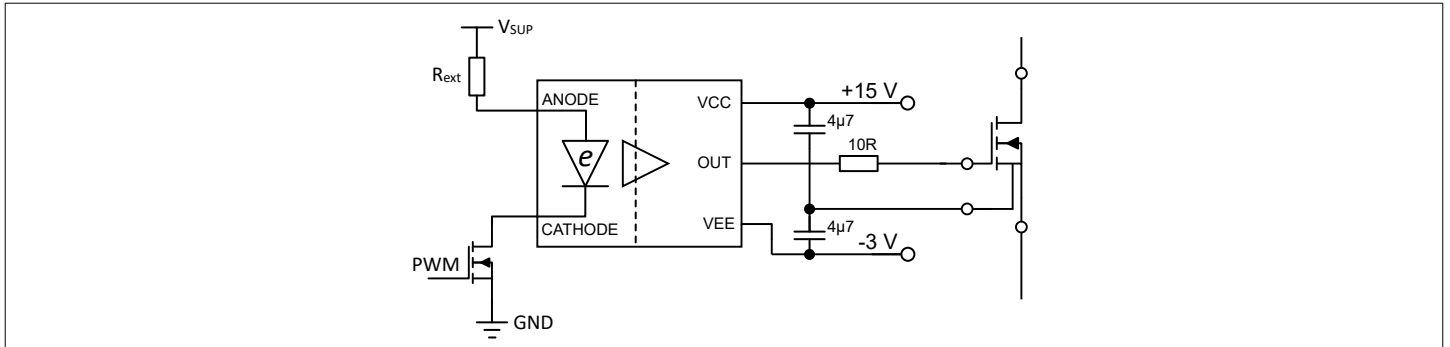 VSUP
Rext
ANODE
VCC
+15 V
4µ7
10R
e
OUT
CATHODE
VEE
4µ7
-3 V
PWM
GND